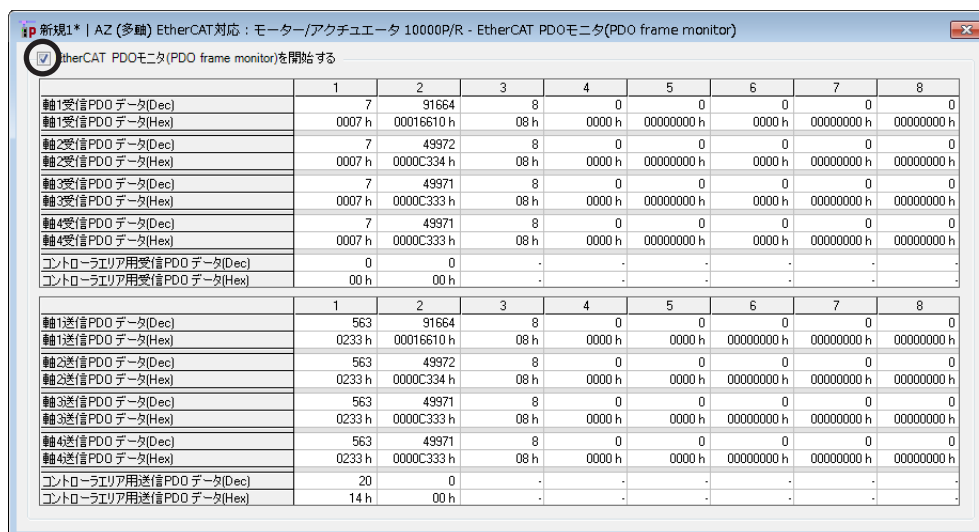 新規1* | AZ (多軸) EtherCAT対応：モーター/アクチュエータ 10000P/R - EtherCAT PDOモニタ(PDO frame monitor)
EtherCAT PDOモニタ(PDO frame monitor)を開始する
1 2 3 4 5 6 7 8
軸1受信PDO データ(Dec) 7 91664 8 0 0 0 0 0
軸1受信PDO データ(Hex) 0007 h 00016610 h 08 h 0000 h 00000000 h 0000 h 00000000 h 00000000 h
軸2受信PDO データ(Dec) 7 49972 8 0 0 0 0 0
軸2受信PDO データ(Hex) 0007 h 0000C334 h 08 h 0000 h 00000000 h 0000 h 00000000 h 00000000 h
軸3受信PDO データ(Dec) 7 49971 8 0 0 0 0 0
軸3受信PDO データ(Hex) 0007 h 0000C333 h 08 h 0000 h 00000000 h 0000 h 00000000 h 00000000 h
軸4受信PDO データ(Dec) 7 49971 8 0 0 0 0 0
軸4受信PDO データ(Hex) 0007 h 0000C333 h 08 h 0000 h 00000000 h 0000 h 00000000 h 00000000 h
コントローラエリア用受信PDO データ(Dec) 0 0 - - - - - -
コントローラエリア用受信PDO データ(Hex) 00 h 00 h - - - - - -
1 2 3 4 5 6 7 8
軸1送信PDO データ(Dec) 563 91664 8 0 0 0 0 0
軸1送信PDO データ(Hex) 0233 h 00016610 h 08 h 0000 h 0000 h 00000000 h 00000000 h 00000000 h
軸2送信PDO データ(Dec) 563 49972 8 0 0 0 0 0
軸2送信PDO データ(Hex) 0233 h 0000C334 h 08 h 0000 h 0000 h 00000000 h 00000000 h 00000000 h
軸3送信PDO データ(Dec) 563 49971 8 0 0 0 0 0
軸3送信PDO データ(Hex) 0233 h 0000C333 h 08 h 0000 h 0000 h 00000000 h 00000000 h 00000000 h
軸4送信PDO データ(Dec) 563 49971 8 0 0 0 0 0
軸4送信PDO データ(Hex) 0233 h 0000C333 h 08 h 0000 h 0000 h 00000000 h 00000000 h 00000000 h
コントローラエリア用送信PDO データ(Dec) 20 0 - - - - - -
コントローラエリア用送信PDO データ(Hex) 14 h 00 h - - - - - -